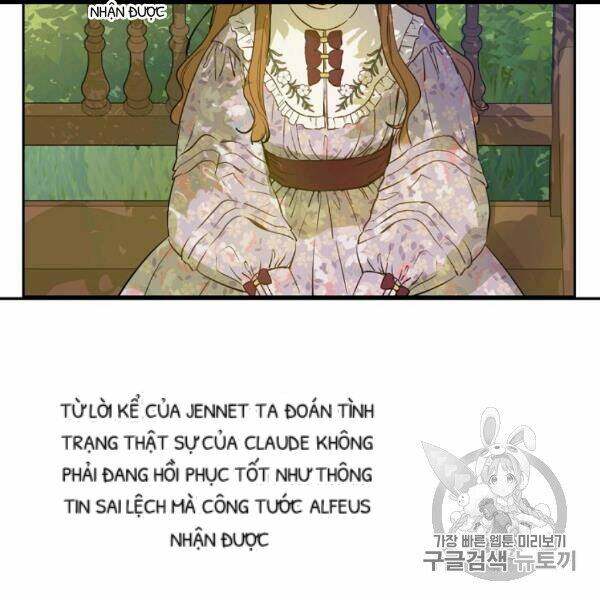 NHẬN ĐƯỢC
TỪ LỜI KỂ CỦA JENNET TA ĐOÁN TÌNH
TRẠNG THẬT SỰ CỦA CLAUDE KHÔNG
PHẢI ĐANG HỒI PHỤC TỐT NHƯ THÔNG
TIN SAI LỆCH MÀ CÔNG TƯỚC ALFEUS
NHẬN ĐƯỢC
가장 빠른 웹툰 미리보기
구글검색 뉴토끼